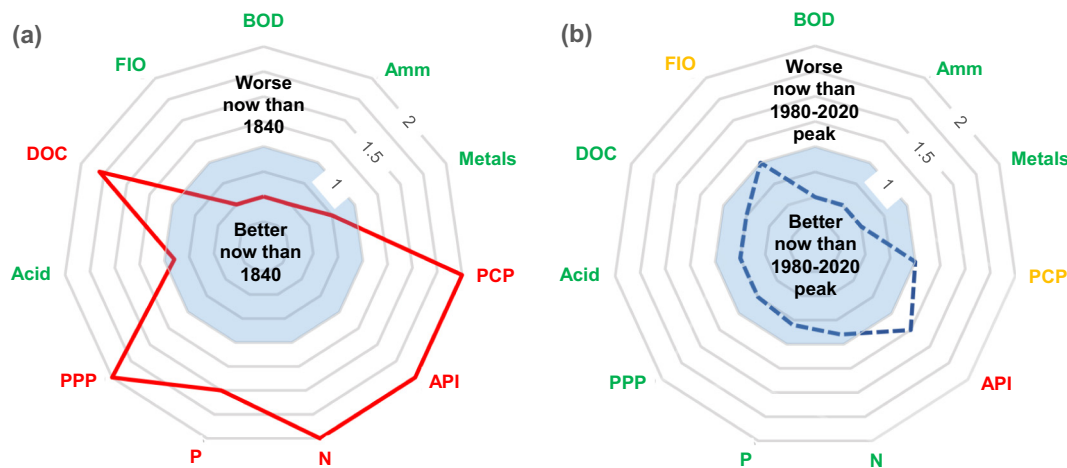 (a)
BOD
FIO
Amm
Worse
now than
1840
2
1.5
DOC
Metals
1
Better
now than
1840
Acid
PCP
PPP
API
P
N
(b)
BOD
FIO
Amm
Worse
now than
1980-2020
peak
2
1.5
DOC
Metals
1
Better
now than
1980-2020
peak
Acid
PCP
PPP
API
P
N